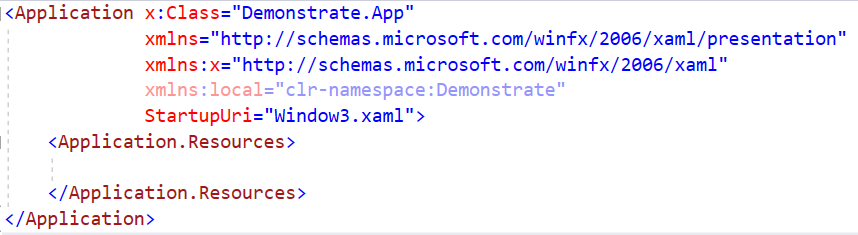 <Application x:Class="Demonstrate.App"
xmlns="http://schemas.microsoft.com/winfx/2006/xaml/presentation"
xmlns:x="http://schemas.microsoft.com/winfx/2006/xaml"
xmlns:local="clr-namespace:Demonstrate"
StartupUri="Window3.xaml">
<Application.Resources>
</Application.Resources>
</Application>